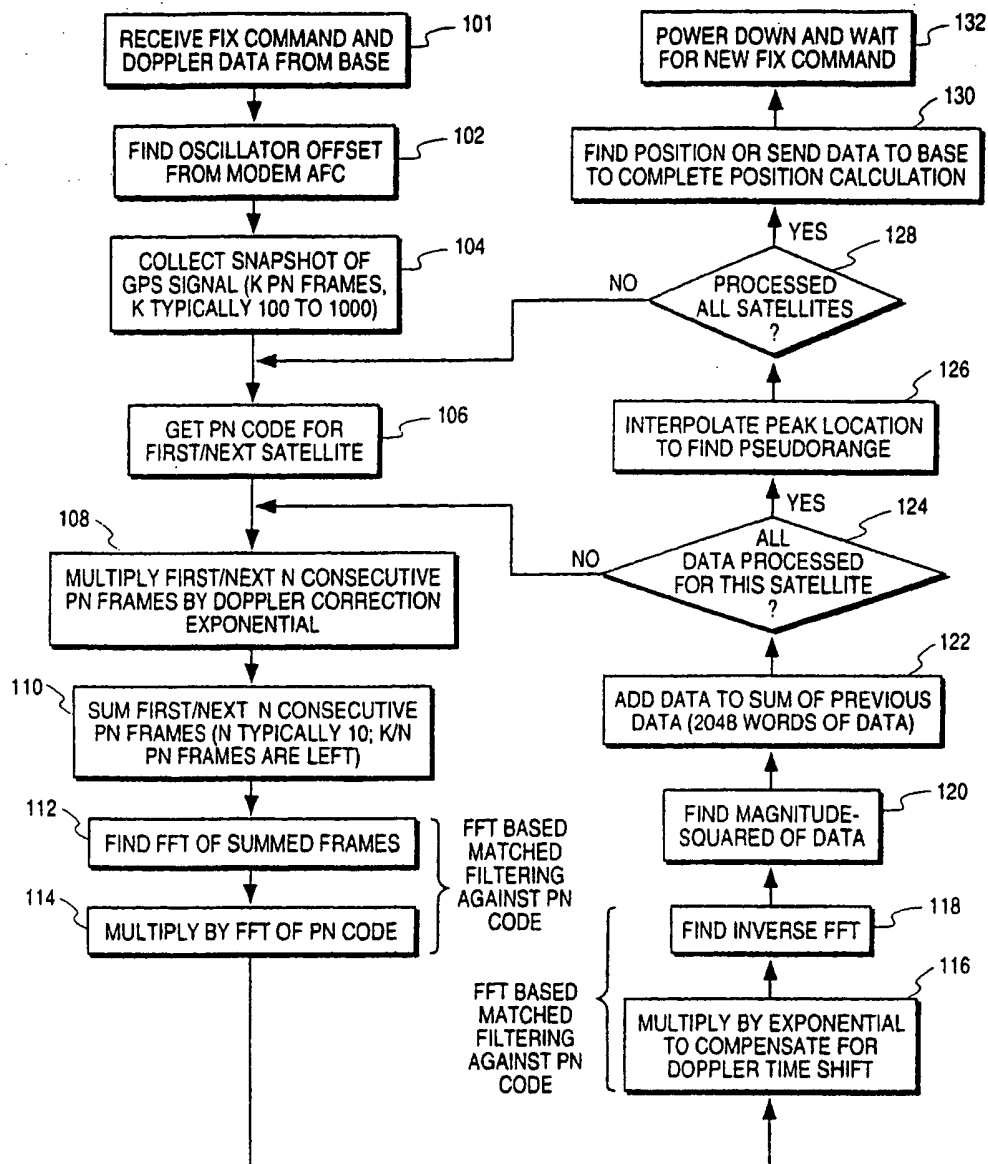 101
RECEIVE FIX COMMAND AND
DOPPLER DATA FROM BASE
102
FIND OSCILLATOR OFFSET
FROM MODEM AFC
104
COLLECT SNAPSHOT OF
GPS SIGNAL (K PN FRAMES,
K TYPICALLY 100 TO 1000)
106
GET PN CODE FOR
FIRST/NEXT SATELLITE
108
MULTIPLY FIRST/NEXT N CONSECUTIVE
PN FRAMES BY DOPPLER CORRECTION
EXPONENTIAL
110
SUM FIRST/NEXT N CONSECUTIVE
PN FRAMES (N TYPICALLY 10; K/N
PN FRAMES ARE LEFT)
112
FIND FFT OF SUMMED FRAMES
114
MULTIPLY BY FFT OF PN CODE
FFT BASED
MATCHED
FILTERING
AGAINST PN
CODE
116
MULTIPLY BY EXPONENTIAL
TO COMPENSATE FOR
DOPPLER TIME SHIFT
118
FIND INVERSE FFT
FFT BASED
MATCHED
FILTERING
AGAINST PN
CODE
120
FIND MAGNITUDE-
SQUARED OF DATA
122
ADD DATA TO SUM OF PREVIOUS
DATA (2048 WORDS OF DATA)
124
ALL
DATA PROCESSED
FOR THIS SATELLITE
?
NO
YES
126
INTERPOLATE PEAK LOCATION
TO FIND PSEUDORANGE
128
PROCESSED
ALL SATELLITES
?
NO
YES
130
FIND POSITION OR SEND DATA TO BASE
TO COMPLETE POSITION CALCULATION
132
POWER DOWN AND WAIT
FOR NEW FIX COMMAND